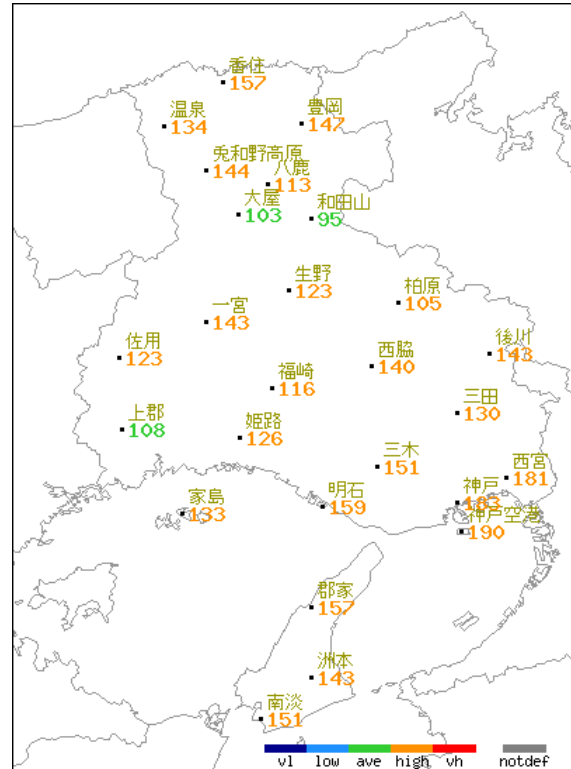 香住
157
温泉
134
豊岡
147
兎和野高原
144
八鹿
113
大屋
103
和田山
95
生野
123
柏原
105
一宮
143
佐用
123
後川
143
西脇
140
福崎
116
三田
130
上郡
108
姫路
126
三木
151
西宮
181
神戸
183
家島
133
明石
159
神戸空港
190
郡家
157
洲本
143
南淡
151
vl low ave high vh notdef